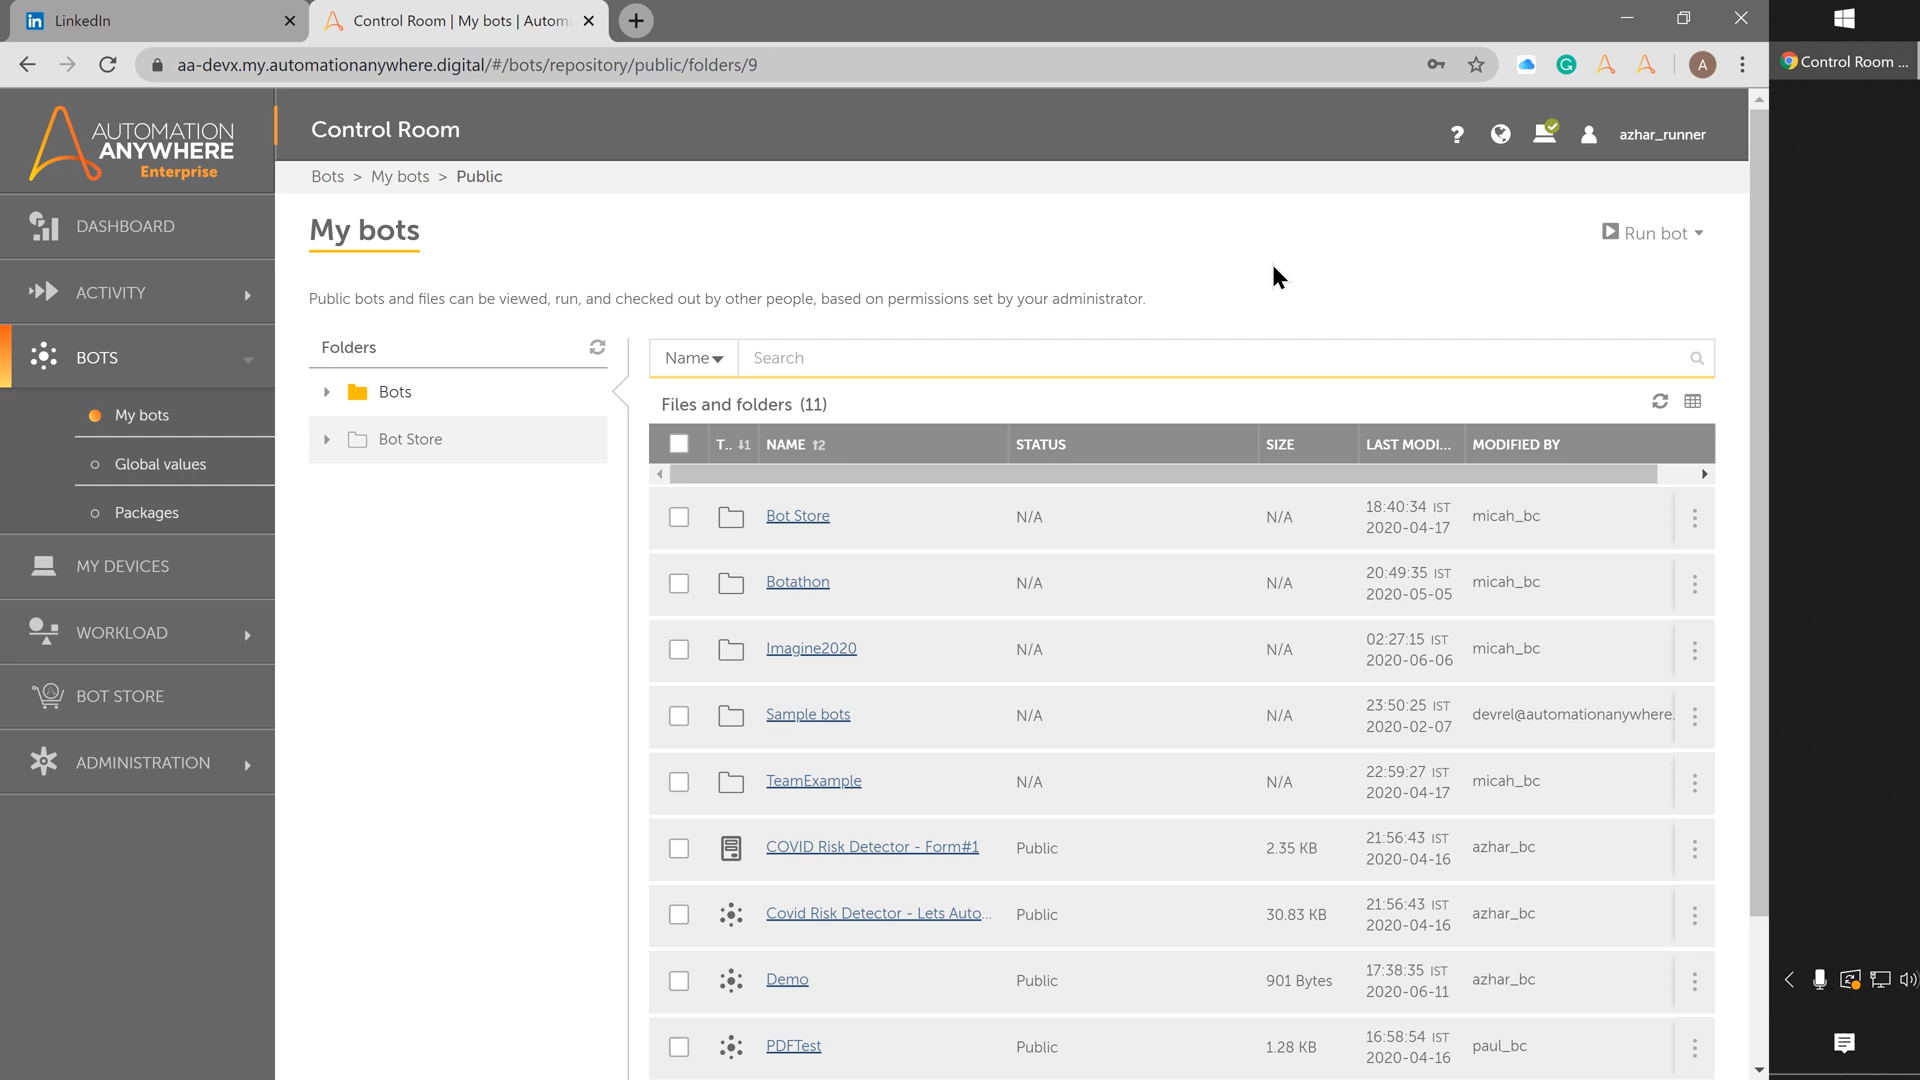 LinkedIn
Control Room | My bots | Autom
aa-devx.my.automationanywhere.digital/#/bots/repository/public/folders/9
A
Control Room ...
AUTOMATION
ANYWHERE
Enterprise
Control Room
azhar_runner
Bots > My bots > Public
DASHBOARD
ACTIVITY
BOTS
My bots
Global values
Packages
MY DEVICES
WORKLOAD
BOT STORE
ADMINISTRATION
My bots
Run bot
Public bots and files can be viewed, run, and checked out by other people, based on permissions set by your administrator.
Folders
Bots
Bot Store
Name Search
Files and folders (11)
T.. ↓1 NAME ↑2 STATUS SIZE LAST MODI... MODIFIED BY
Bot Store N/A N/A 18:40:34 IST 2020-04-17 micah_bc
Botathon N/A N/A 20:49:35 IST 2020-05-05 micah_bc
Imagine2020 N/A N/A 02:27:15 IST 2020-06-06 micah_bc
Sample bots N/A N/A 23:50:25 IST 2020-02-07 devrel@automationanywhere.
TeamExample N/A N/A 22:59:27 IST 2020-04-17 micah_bc
COVID Risk Detector - Form#1 Public 2.35 KB 21:56:43 IST 2020-04-16 azhar_bc
Covid Risk Detector - Lets Auto... Public 30.83 KB 21:56:43 IST 2020-04-16 azhar_bc
Demo Public 901 Bytes 17:38:35 IST 2020-06-11 azhar_bc
PDFTest Public 1.28 KB 16:58:54 IST 2020-04-16 paul_bc